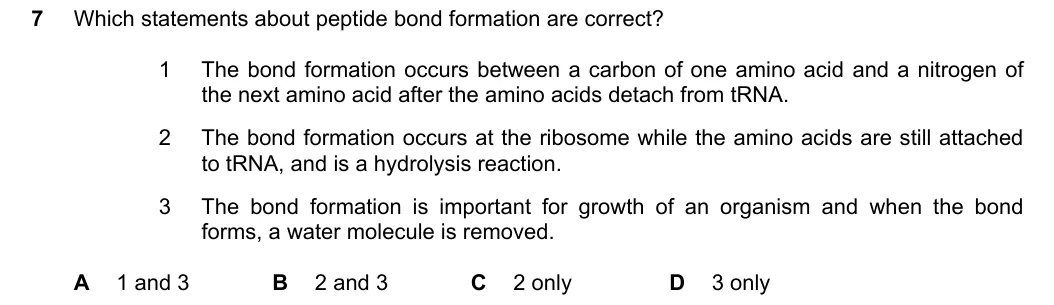 7 Which statements about peptide bond formation are correct?
1 The bond formation occurs between a carbon of one amino acid and a nitrogen of
the next amino acid after the amino acids detach from tRNA.
2 The bond formation occurs at the ribosome while the amino acids are still attached
to tRNA, and is a hydrolysis reaction.
3 The bond formation is important for growth of an organism and when the bond
forms, a water molecule is removed.
A 1 and 3 B 2 and 3 C 2 only D 3 only